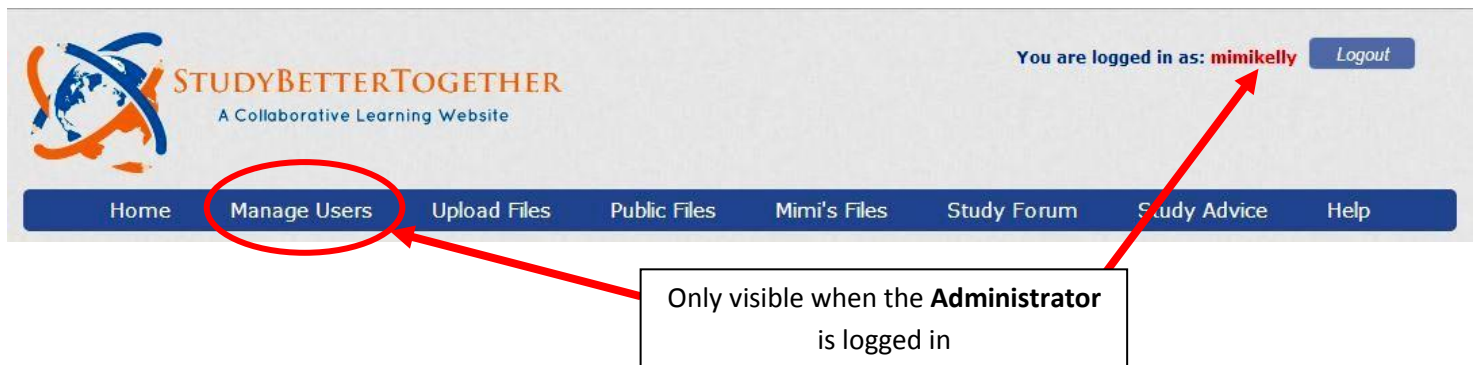 You are logged in as: mimikelly Logout
STUDYBETTERTOGETHER
A Collaborative Learning Website
Home Manage Users Upload Files Public Files Mimi's Files Study Forum Study Advice Help
Only visible when the Administrator
is logged in